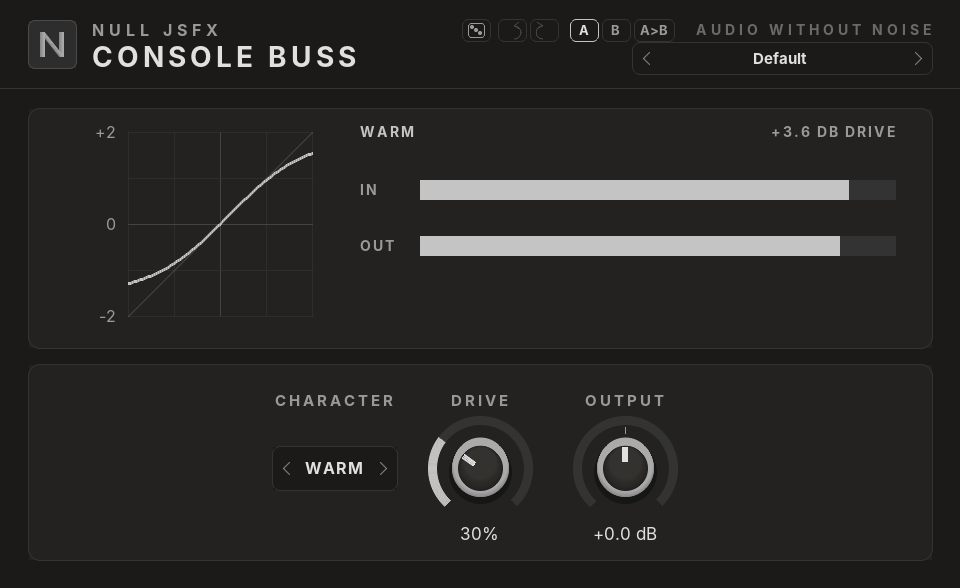 N
NULL JSFX
CONSOLE BUSS
A B A>B
AUDIO WITHOUT NOISE
Default
+2
0
-2
WARM
+3.6 DB DRIVE
IN
OUT
CHARACTER
DRIVE
OUTPUT
WARM
30%
+0.0 dB